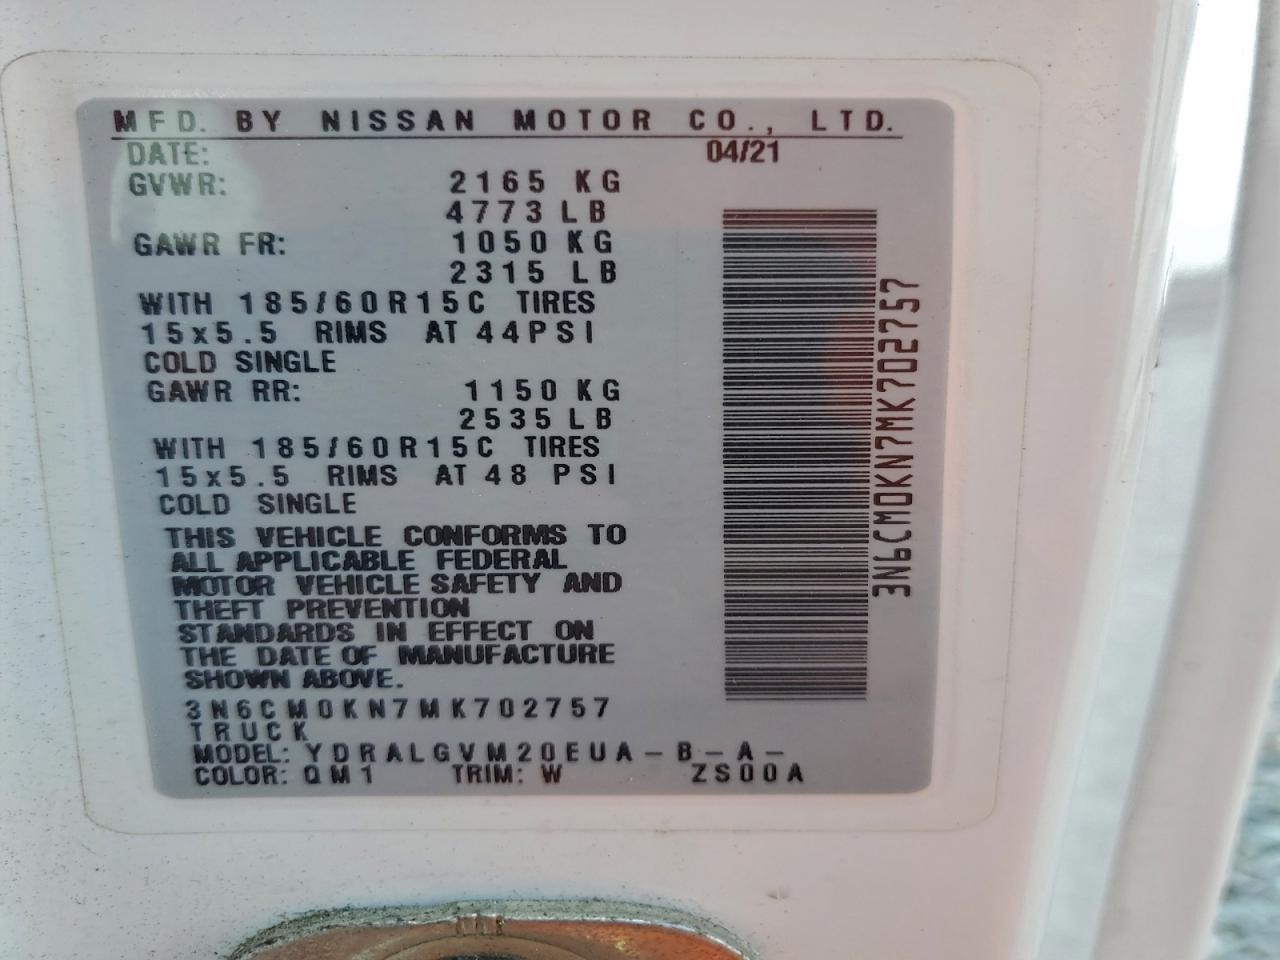 MFD. BY NISSAN MOTOR CO., LTD.
DATE: 04/21
GVWR: 2165 KG
4773 LB
GAWR FR: 1050 KG
2315 LB
WITH 185/60R15C TIRES
15x5.5 RIMS AT 44PSI
COLD SINGLE
GAWR RR: 1150 KG
2535 LB
WITH 185/60R15C TIRES
15x5.5 RIMS AT 48 PSI
COLD SINGLE
THIS VEHICLE CONFORMS TO
ALL APPLICABLE FEDERAL
MOTOR VEHICLE SAFETY AND
THEFT PREVENTION
STANDARDS IN EFFECT ON
THE DATE OF MANUFACTURE
SHOWN ABOVE.
3N6CM0KN7MK702757
TRUCK
MODEL: YDRALGVM20EUA-B-A-
COLOR: QM1 TRIM: W ZS00A
3N6CM0KN7MK702757